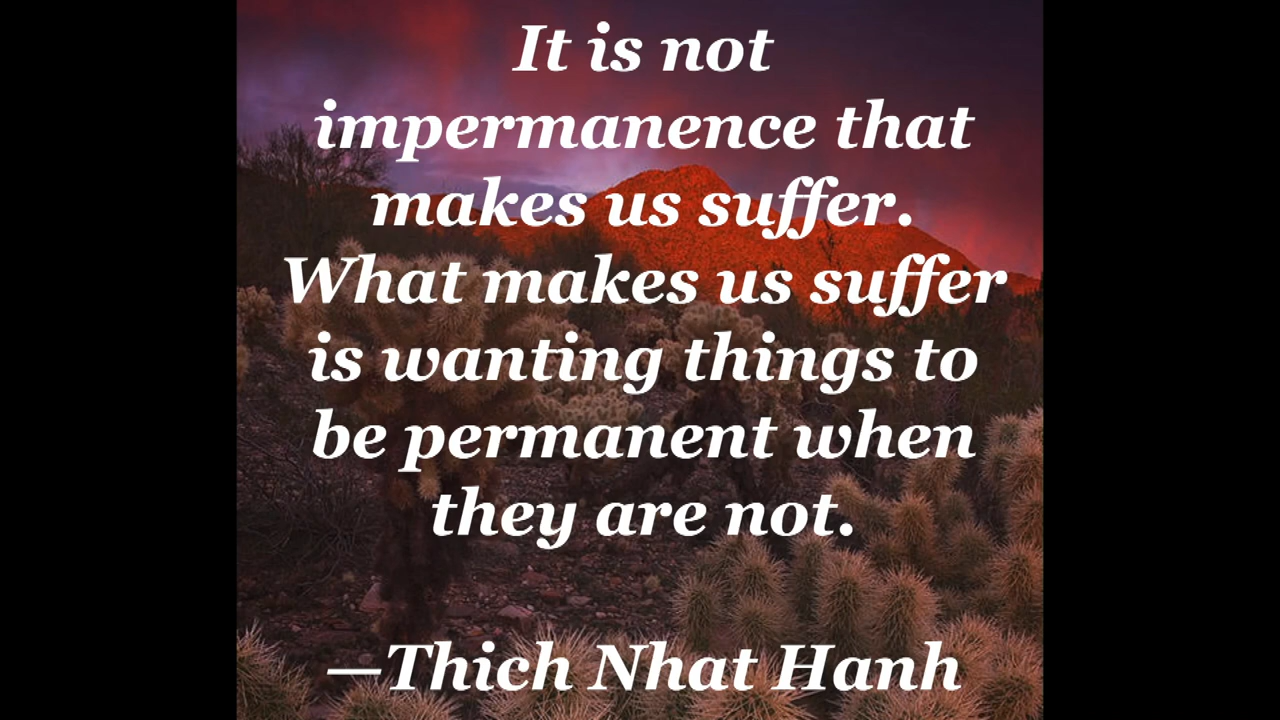 It is not
impermanence that
makes us suffer.
What makes us suffer
is wanting things to
be permanent when
they are not.
—Thich Nhat Hanh